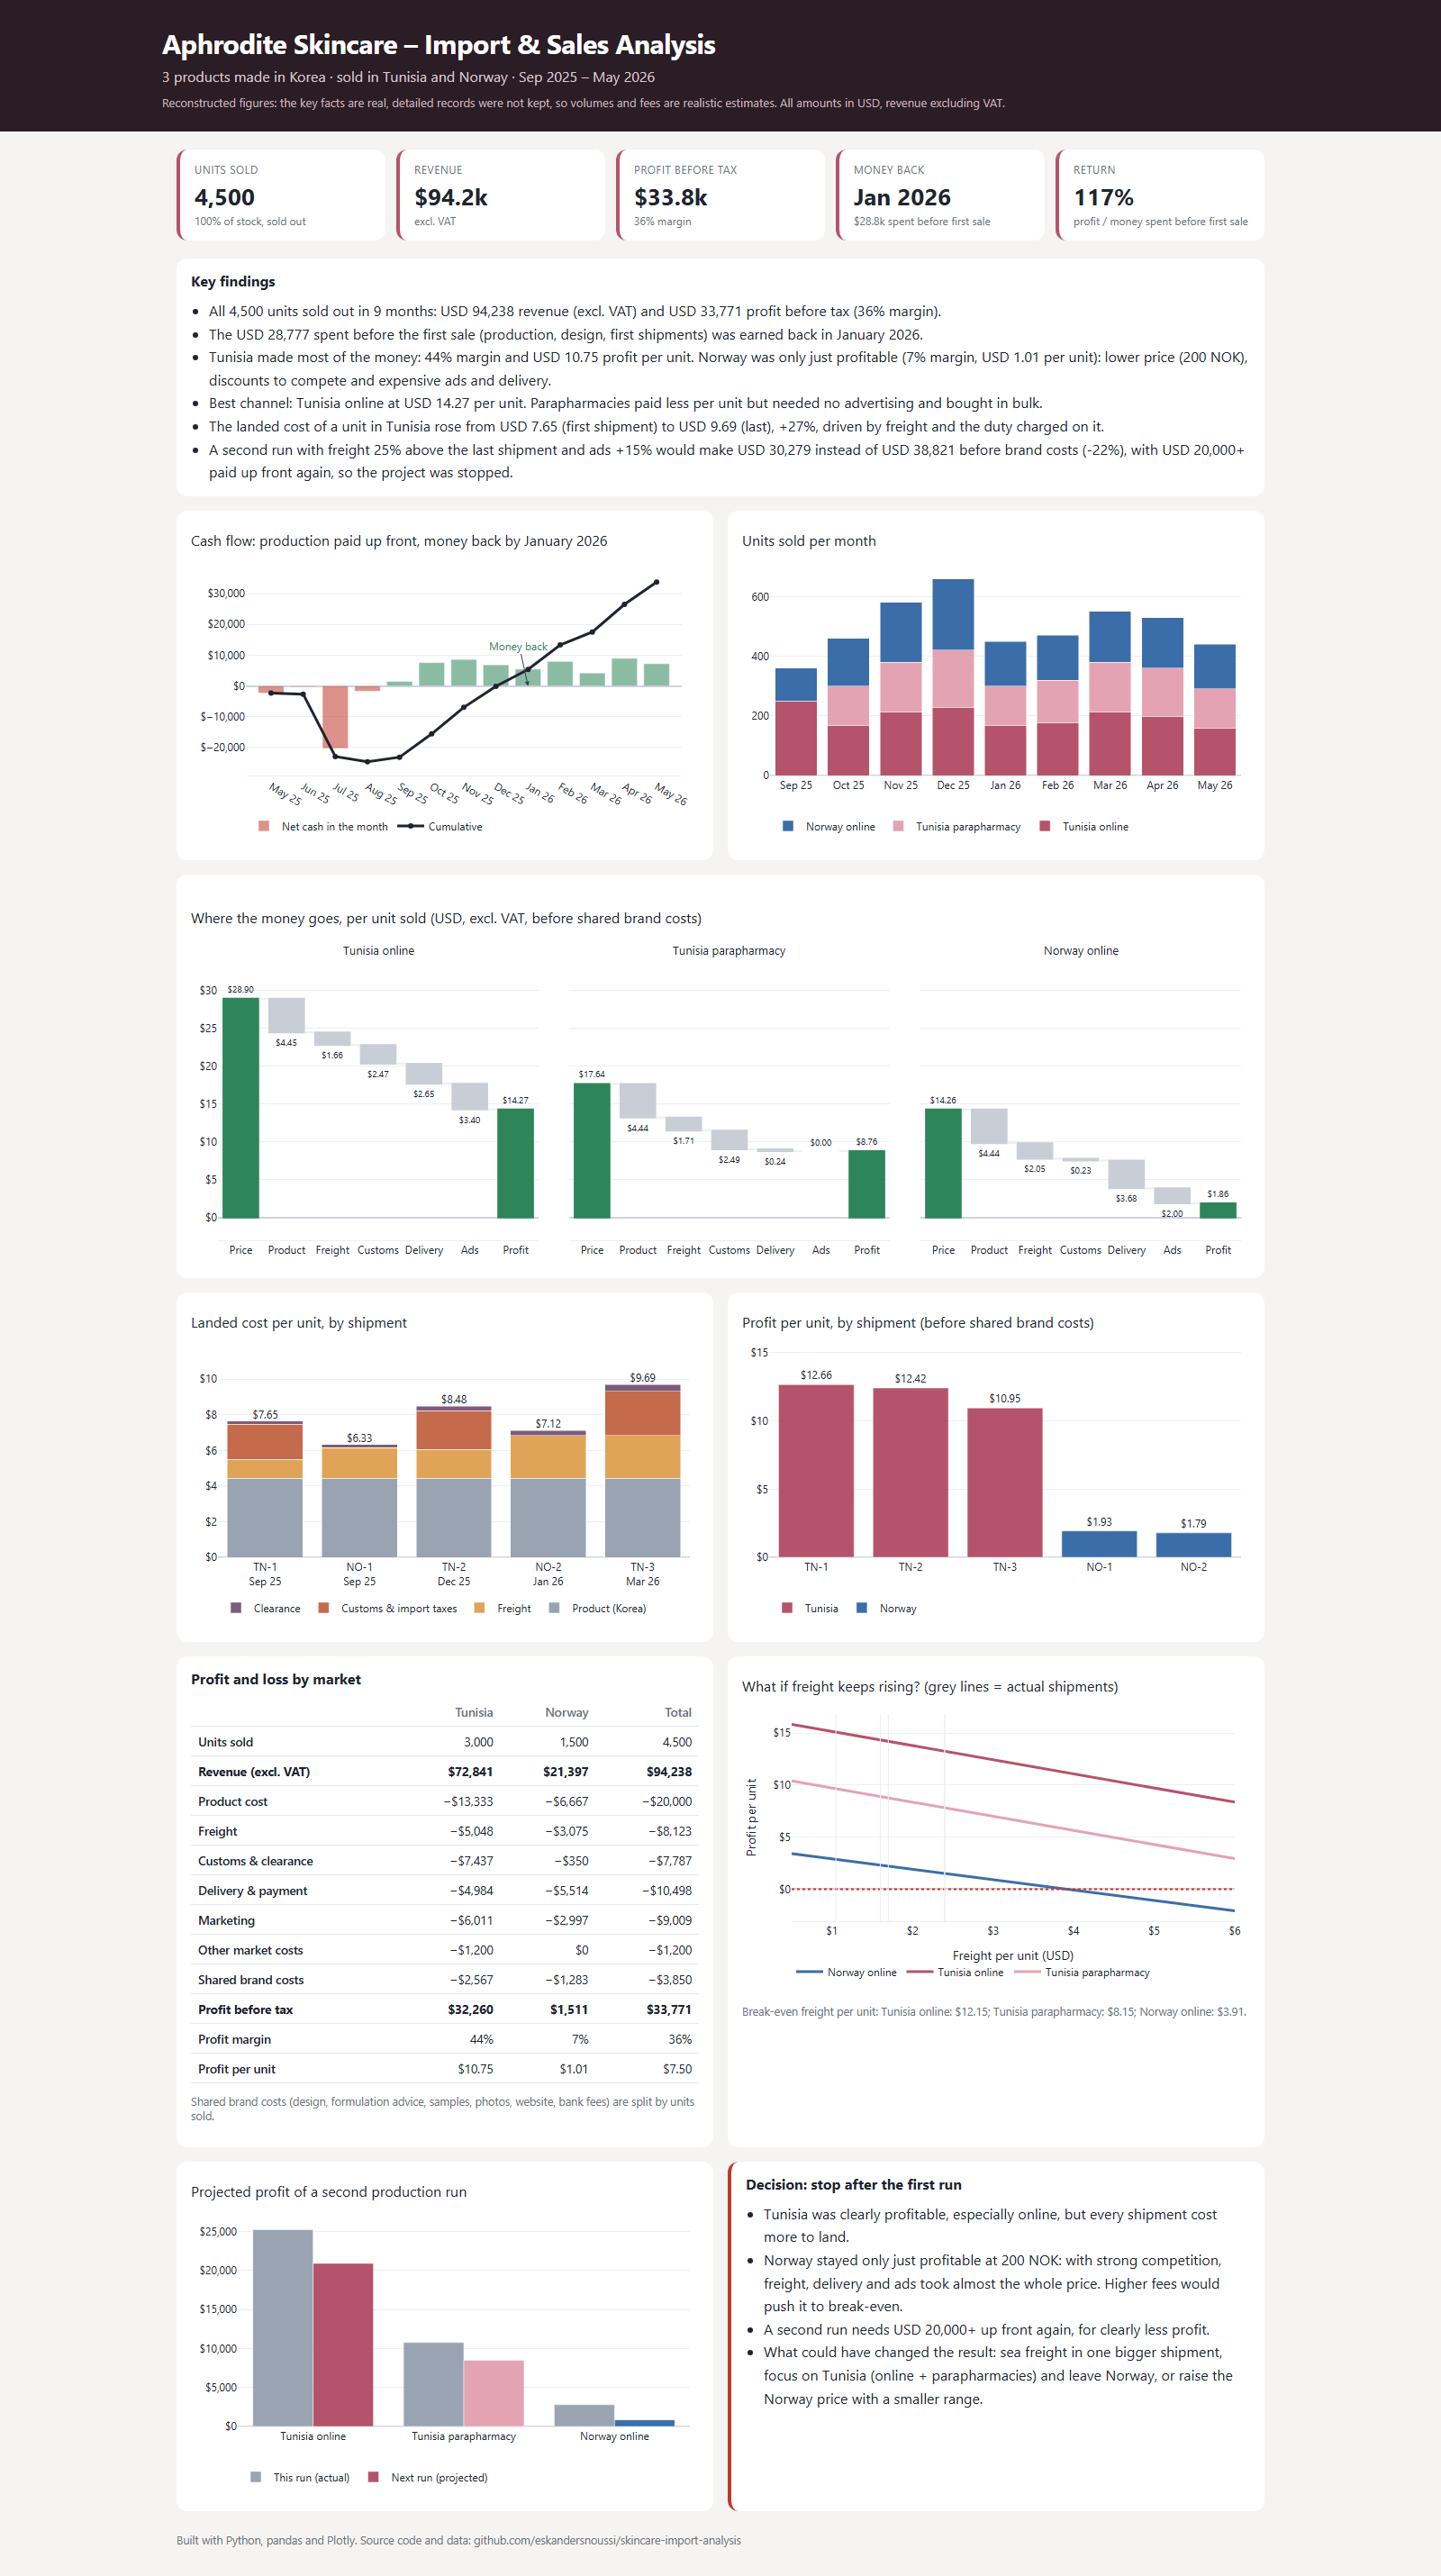 Aphrodite Skincare – Import & Sales Analysis
3 products made in Korea · sold in Tunisia and Norway · Sep 2025 – May 2026
Reconstructed figures: the key facts are real, detailed records were not kept, so volumes and fees are realistic estimates. All amounts in USD, revenue excluding VAT.
UNITS SOLD
4,500
100% of stock, sold out
REVENUE
$94.2k
excl. VAT
PROFIT BEFORE TAX
$33.8k
36% margin
MONEY BACK
Jan 2026
$28.8k spent before first sale
RETURN
117%
profit / money spent before first sale
Key findings
• All 4,500 units sold out in 9 months: USD 94,238 revenue (excl. VAT) and USD 33,771 profit before tax (36% margin).
• The USD 28,777 spent before the first sale (production, design, first shipments) was earned back in January 2026.
• Tunisia made most of the money: 44% margin and USD 10.75 profit per unit. Norway was only just profitable (7% margin, USD 1.01 per unit): lower price (200 NOK),
discounts to compete and expensive ads and delivery.
• Best channel: Tunisia online at USD 14.27 per unit. Parapharmacies paid less per unit but needed no advertising and bought in bulk.
• The landed cost of a unit in Tunisia rose from USD 7.65 (first shipment) to USD 9.69 (last), +27%, driven by freight and the duty charged on it.
• A second run with freight 25% above the last shipment and ads +15% would make USD 30,279 instead of USD 38,821 before brand costs (-22%), with USD 20,000+
paid up front again, so the project was stopped.
Cash flow: production paid up front, money back by January 2026
$30,000
$20,000
$10,000
$0
$−10,000
$−20,000
Money back
May 25 Jun 25 Jul 25 Aug 25 Sep 25 Oct 25 Nov 25 Dec 25 Jan 26 Feb 26 Mar 26 Apr 26 May 26
Net cash in the month Cumulative
Units sold per month
600
400
200
0
Sep 25 Oct 25 Nov 25 Dec 25 Jan 26 Feb 26 Mar 26 Apr 26 May 26
Norway online Tunisia parapharmacy Tunisia online
Where the money goes, per unit sold (USD, excl. VAT, before shared brand costs)
Tunisia online
$30
$25
$20
$15
$10
$5
$0
$28.90
$4.45
$1.66
$2.47
$2.65
$3.40
$14.27
Price Product Freight Customs Delivery Ads Profit
Tunisia parapharmacy
$17.64
$4.44
$1.71
$2.49
$0.24
$0.00
$8.76
Price Product Freight Customs Delivery Ads Profit
Norway online
$14.26
$4.44
$2.05
$0.23
$3.68
$2.00
$1.86
Price Product Freight Customs Delivery Ads Profit
Landed cost per unit, by shipment
$10
$8
$6
$4
$2
$0
$7.65
$6.33
$8.48
$7.12
$9.69
TN-1 NO-1 TN-2 NO-2 TN-3
Sep 25 Sep 25 Dec 25 Jan 26 Mar 26
Clearance Customs & import taxes Freight Product (Korea)
Profit per unit, by shipment (before shared brand costs)
$15
$10
$5
$0
$12.66
$12.42
$10.95
$1.93
$1.79
TN-1 TN-2 TN-3 NO-1 NO-2
Tunisia Norway
Profit and loss by market
Tunisia Norway Total
Units sold 3,000 1,500 4,500
Revenue (excl. VAT) $72,841 $21,397 $94,238
Product cost −$13,333 −$6,667 −$20,000
Freight −$5,048 −$3,075 −$8,123
Customs & clearance −$7,437 −$350 −$7,787
Delivery & payment −$4,984 −$5,514 −$10,498
Marketing −$6,011 −$2,997 −$9,009
Other market costs −$1,200 $0 −$1,200
Shared brand costs −$2,567 −$1,283 −$3,850
Profit before tax $32,260 $1,511 $33,771
Profit margin 44% 7% 36%
Profit per unit $10.75 $1.01 $7.50
Shared brand costs (design, formulation advice, samples, photos, website, bank fees) are split by units
sold.
What if freight keeps rising? (grey lines = actual shipments)
Profit per unit
$15
$10
$5
$0
$1 $2 $3 $4 $5 $6
Freight per unit (USD)
Norway online Tunisia online Tunisia parapharmacy
Break-even freight per unit: Tunisia online: $12.15; Tunisia parapharmacy: $8.15; Norway online: $3.91.
Projected profit of a second production run
$25,000
$20,000
$15,000
$10,000
$5,000
$0
Tunisia online Tunisia parapharmacy Norway online
This run (actual) Next run (projected)
Decision: stop after the first run
• Tunisia was clearly profitable, especially online, but every shipment cost
more to land.
• Norway stayed only just profitable at 200 NOK: with strong competition,
freight, delivery and ads took almost the whole price. Higher fees would
push it to break-even.
• A second run needs USD 20,000+ up front again, for clearly less profit.
• What could have changed the result: sea freight in one bigger shipment,
focus on Tunisia (online + parapharmacies) and leave Norway, or raise the
Norway price with a smaller range.
Built with Python, pandas and Plotly. Source code and data: github.com/eskandersnoussi/skincare-import-analysis